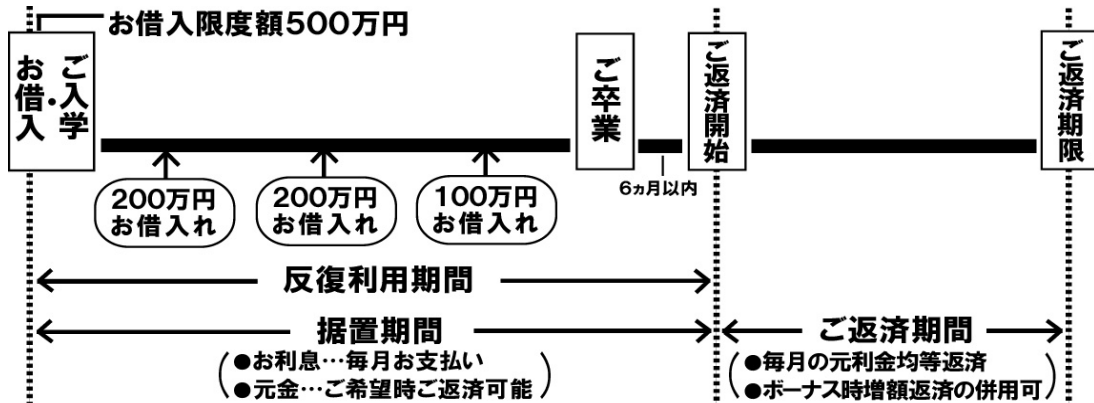 お借入限度額500万円
ご入学・
お借入
ご卒業
ご返済開始
ご返済期限
6ヵ月以内
200万円
お借入れ
200万円
お借入れ
100万円
お借入れ
反復利用期間
据置期間
●お利息…毎月お支払い
●元金…ご希望時ご返済可能
ご返済期間
●毎月の元利金均等返済
●ボーナス時増額返済の併用可